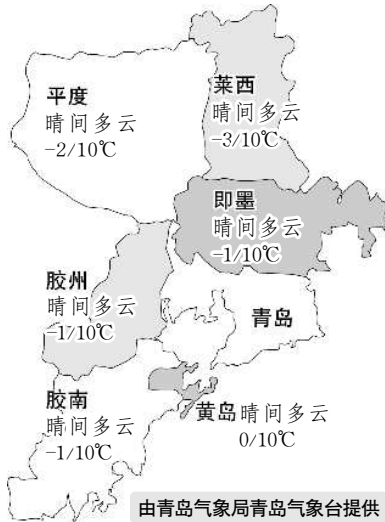 平度
晴间多云
-2/10℃
莱西
晴间多云
-3/10℃
即墨
晴间多云
-1/10℃
胶州
晴间多云
-1/10℃
青岛
胶南
晴间多云
-1/10℃
黄岛 晴间多云
0/10℃
由青岛气象局青岛气象台提供